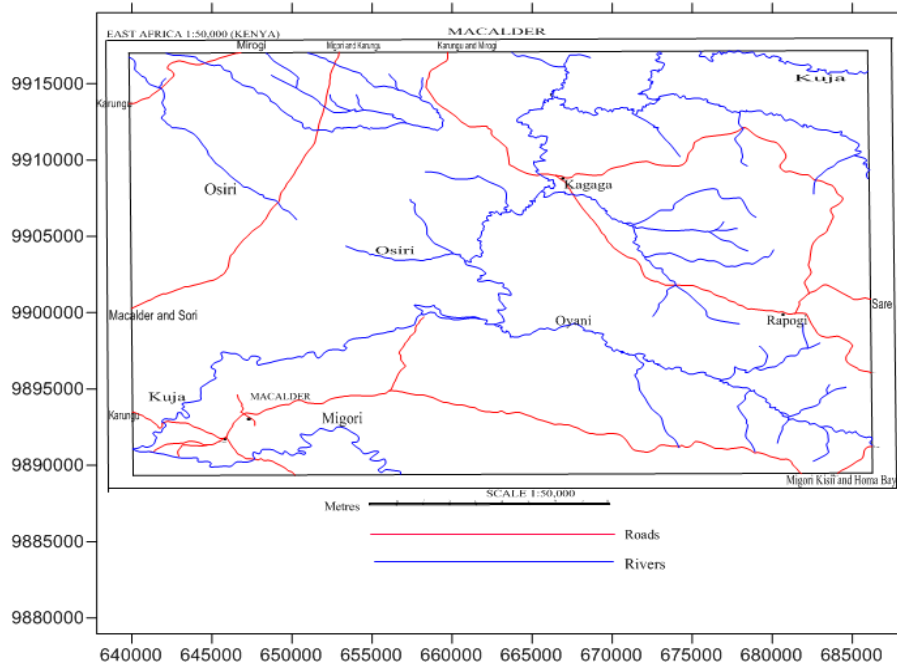 EAST AFRICA 1:50,000 (KENYA)
MACALDER
Mirogi
Migori and Karungu
Karungu and Mirogi
9915000
Kuja
Karungu
9910000
Kagaga
Osiri
9905000
Osiri
9900000
Macalder and Sori
Oyani
Rapogi
Sare
9895000
Kuja
MACALDER
Karungu
Migori
9890000
Migori Kisii and Homa Bay
SCALE 1:50,000
Metres
9885000
Roads
Rivers
9880000
640000 645000 650000 655000 660000 665000 670000 675000 680000 685000